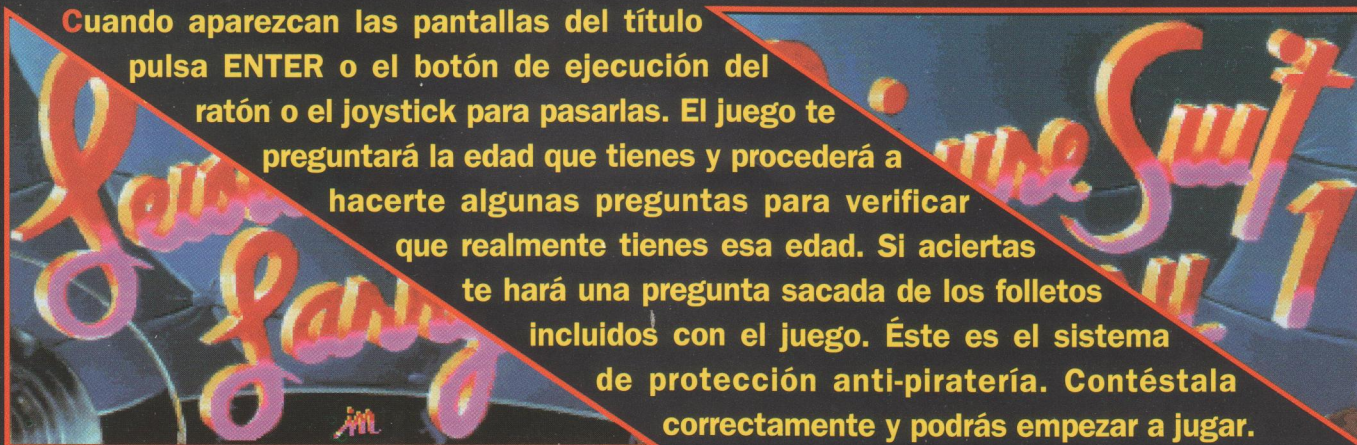 Cuando aparezcan las pantallas del título
pulsa ENTER o el botón de ejecución del
ratón o el joystick para pasarlas. El juego te
preguntará la edad que tienes y procederá a
hacerte algunas preguntas para verificar
que realmente tienes esa edad. Si aciertas
te hará una pregunta sacada de los folletos
incluidos con el juego. Éste es el sistema
de protección anti-piratería. Contéstala
correctamente y podrás empezar a jugar.
Suit
1
in